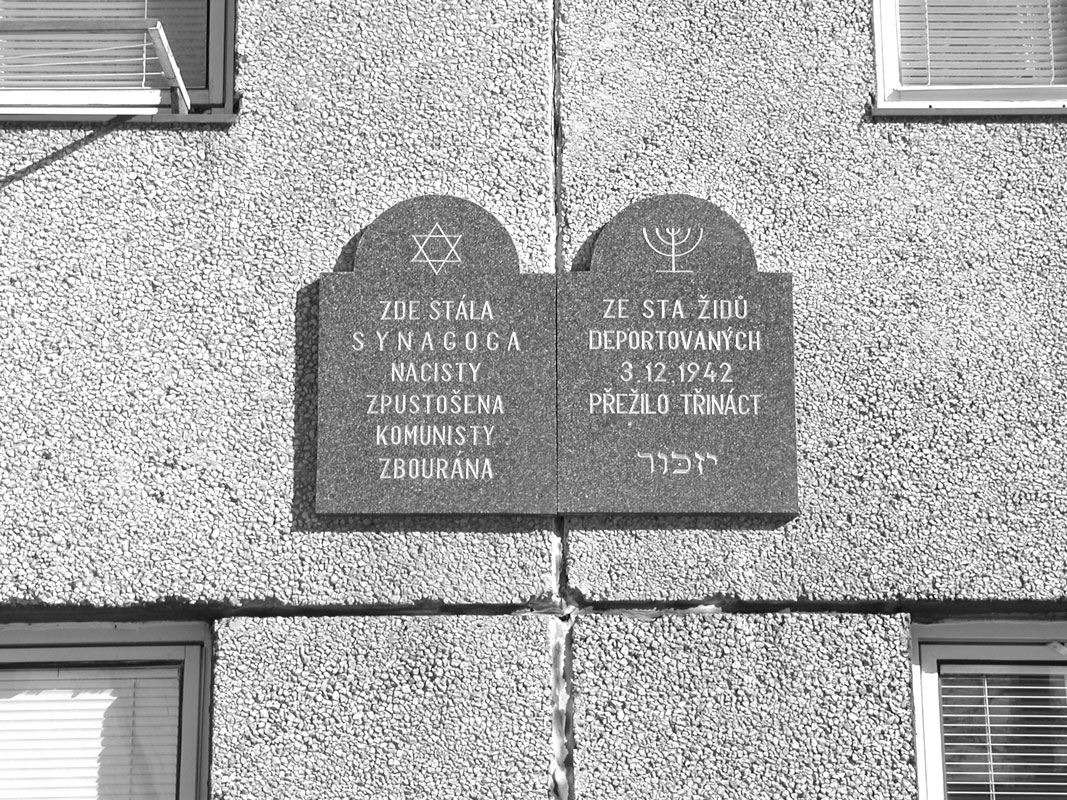 ZDE STÁLA
SYNAGOGA
NACISTY
ZPUSTOŠENA
KOMUNISTY
ZBOURÁNA
ZE STA ŽIDŮ
DEPORTOVANÝCH
3.12.1942
PŘEŽILO TŘINÁCT
יזכור